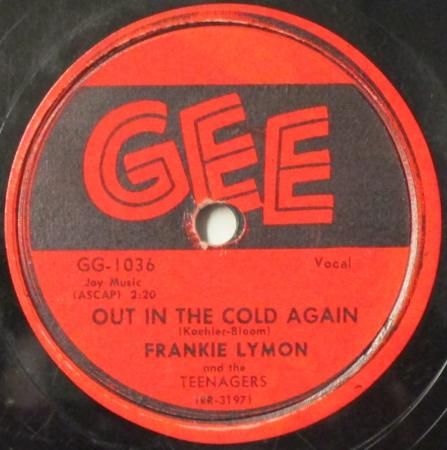 GEE
GG-1036 Vocal
Joy Music
(ASCAP) 2:20
OUT IN THE COLD AGAIN
(Koehler-Bloom)
FRANKIE LYMON
and the
TEENAGERS
(RR-3197)